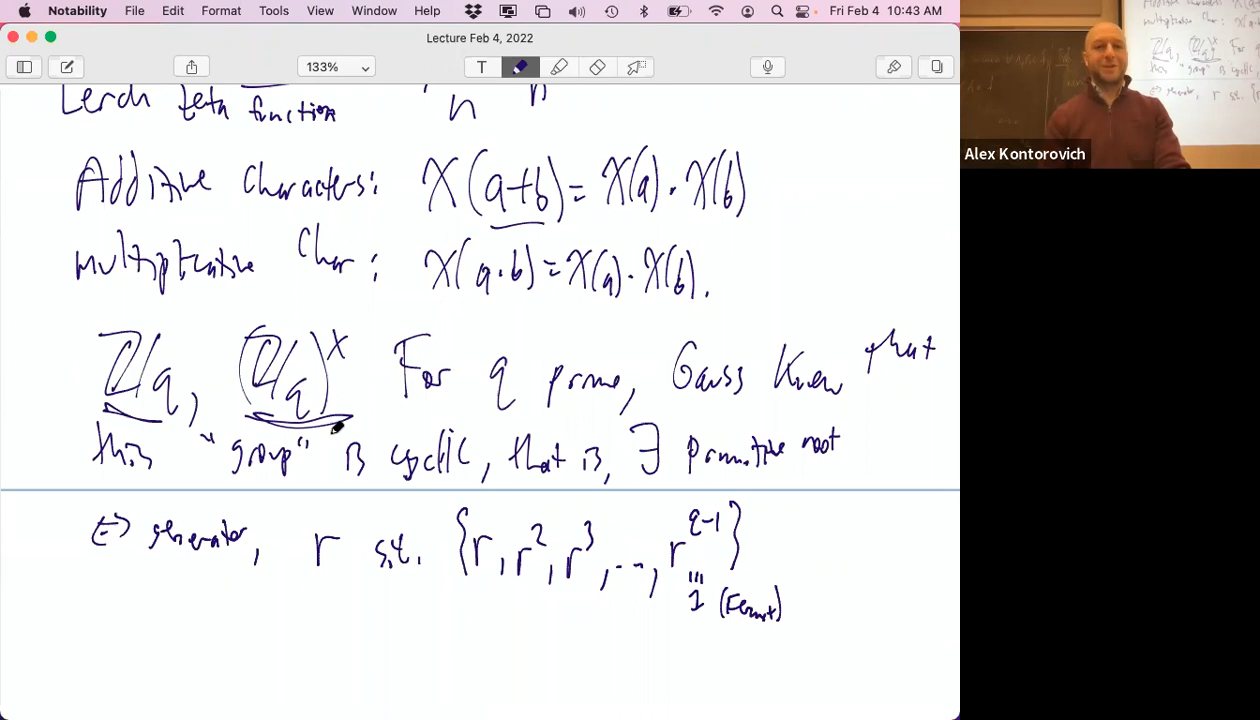 Notability File Edit Format Tools View Window Help Fri Feb 4 10:43 AM
Lecture Feb 4, 2022
133%
T
Lerch zeta function n n
Additive Characters: χ(a+b) = χ(a) · χ(b)
Multiplicative Char: χ(a·b) = χ(a) · χ(b).
ℤ/q, (ℤ/q)^× For q prime, Gauss knew that
this "group" is cyclic, that is, ∃ primitive root
⇔ generator, r s.t. {r, r^2, r^3, ..., r^{q-1}}
≡
1 (Fermat)
Alex Kontorovich